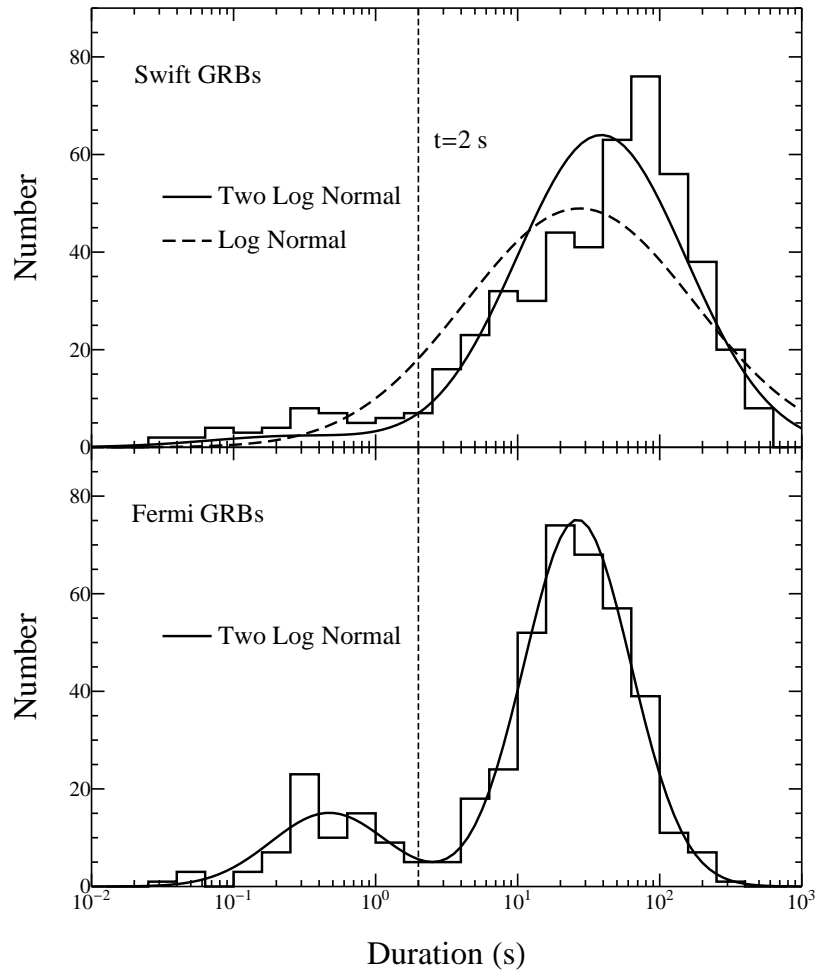 Swift GRBs
t=2 s
Two Log Normal
Log Normal
Number
80
60
40
20
0
Fermi GRBs
Two Log Normal
Number
80
60
40
20
0
10⁻² 10⁻¹ 10⁰ 10¹ 10² 10³
Duration (s)